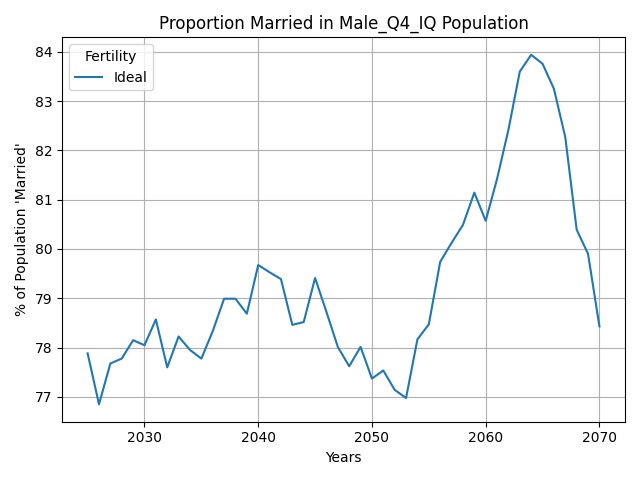 Proportion Married in Male_Q4_IQ Population
Fertility
Ideal
% of Population 'Married'
84
83
82
81
80
79
78
77
2030 2040 2050 2060 2070
Years